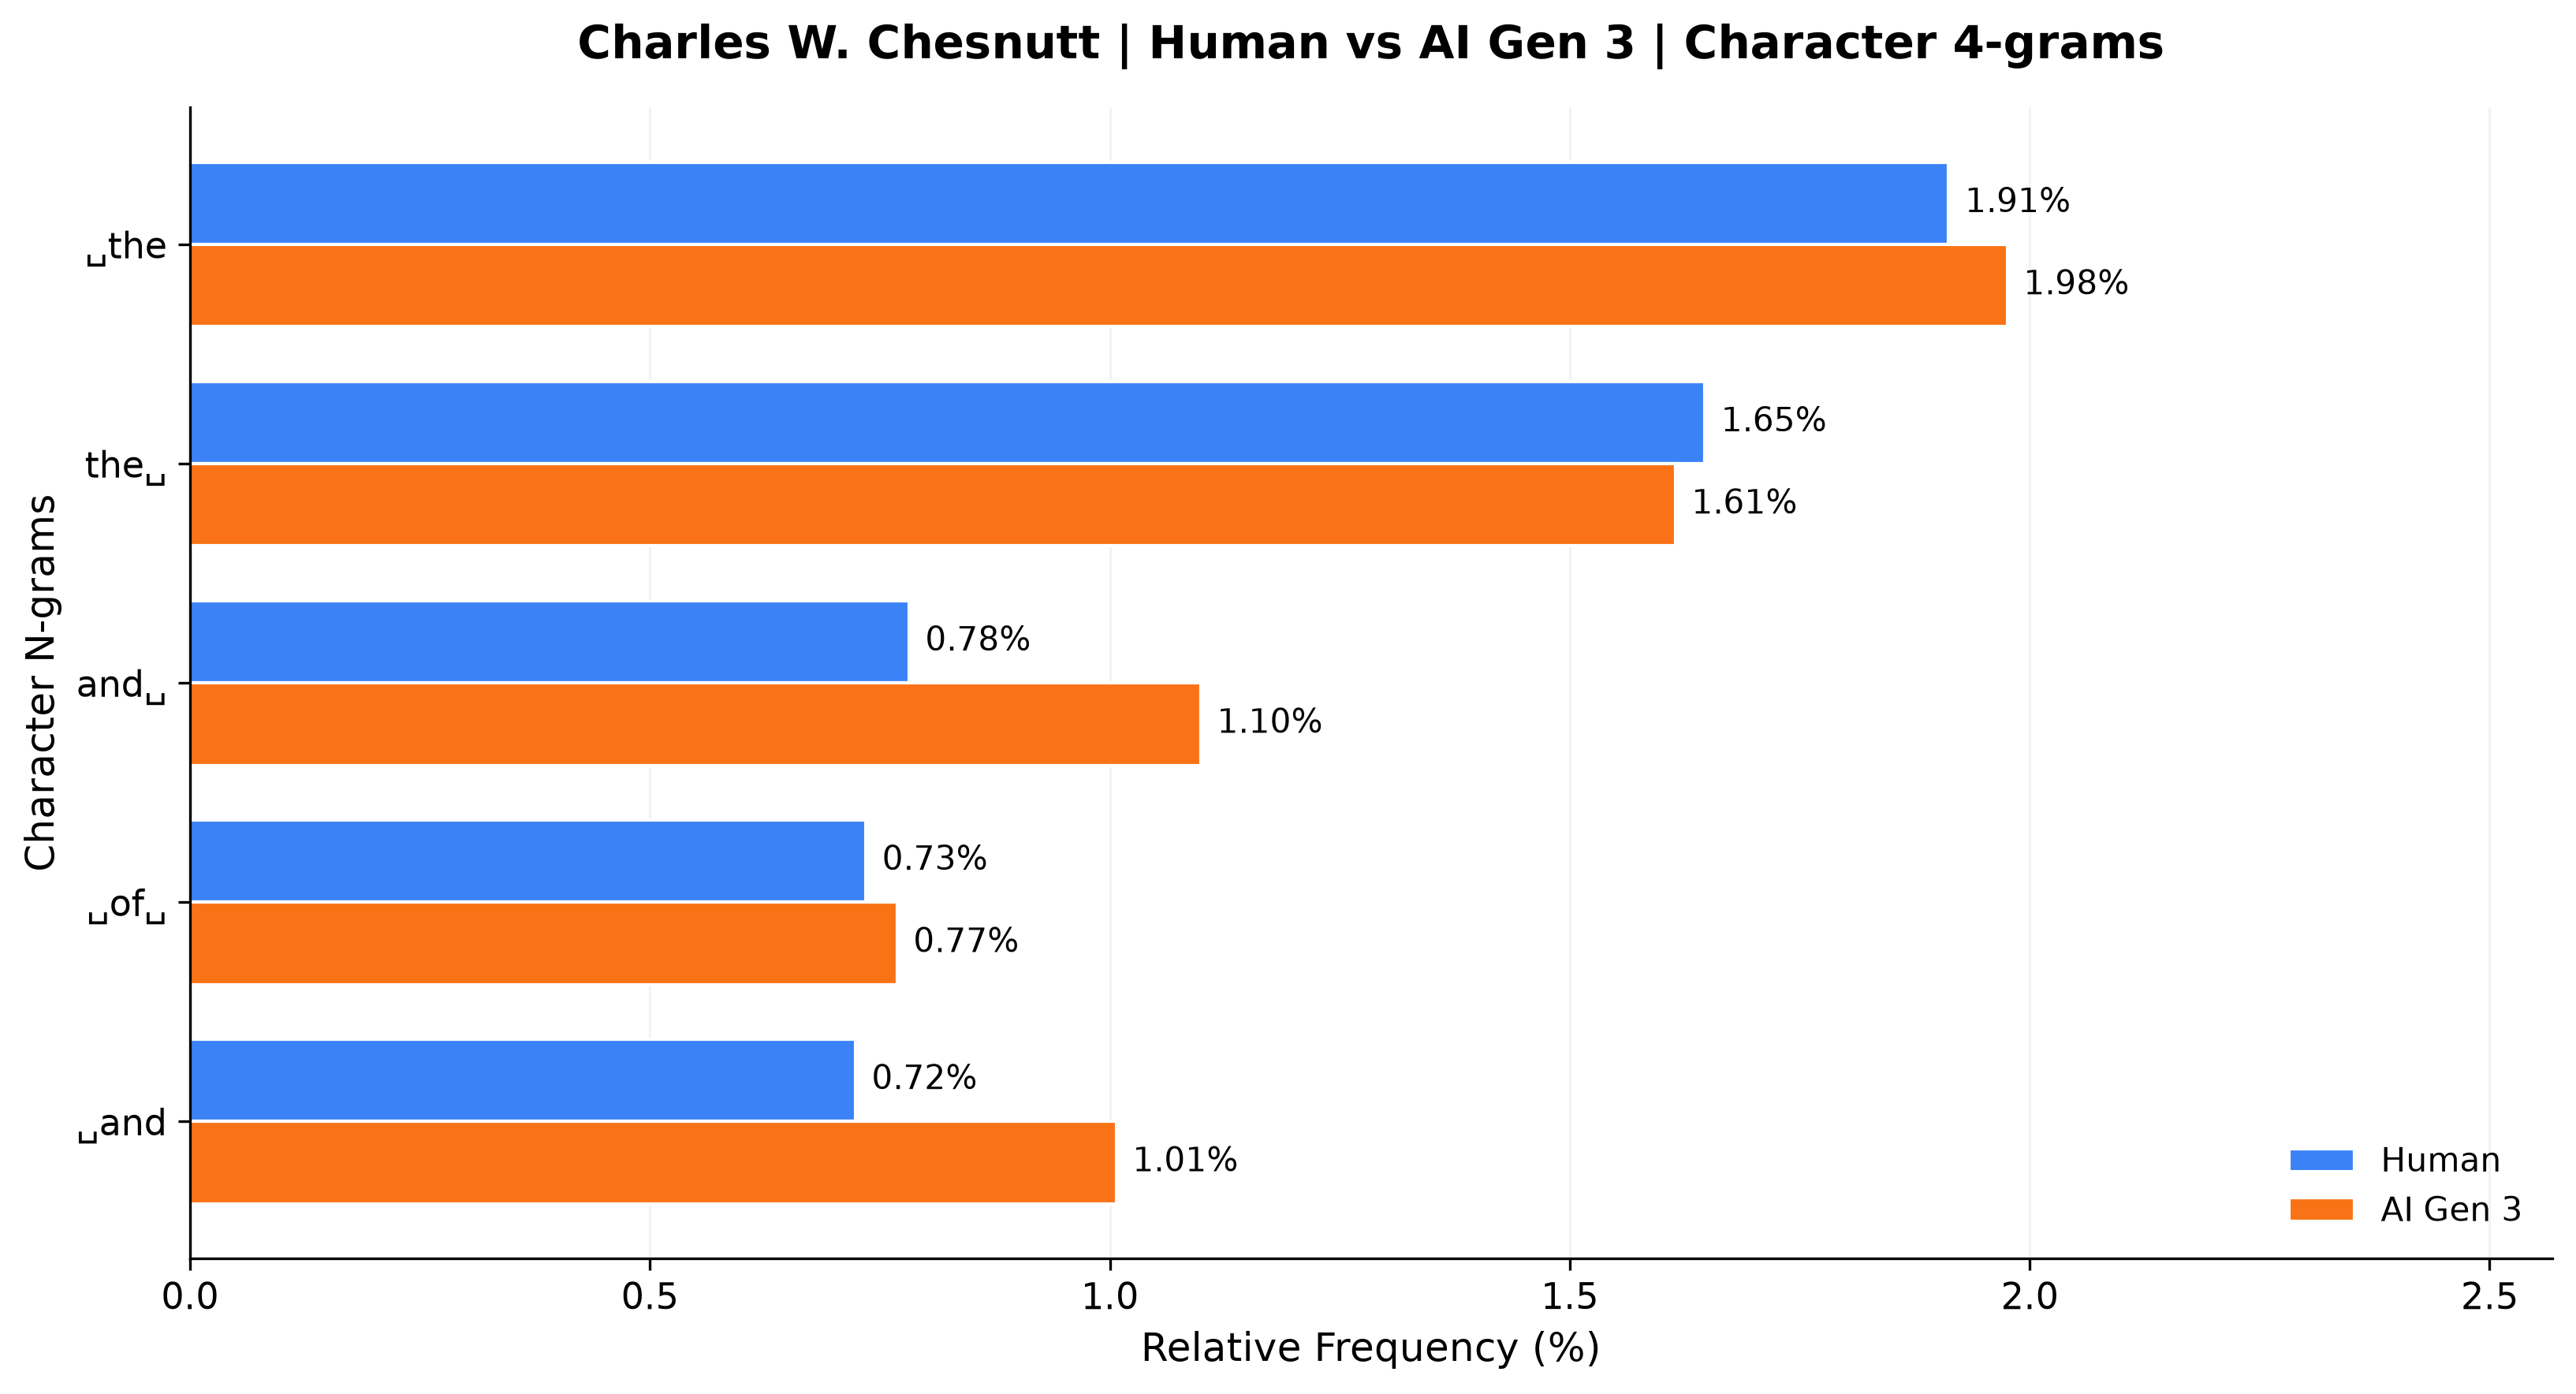 Charles W. Chesnutt | Human vs AI Gen 3 | Character 4-grams
Character N-grams
␣the
1.91%
1.98%
the␣
1.65%
1.61%
and␣
0.78%
1.10%
␣of␣
0.73%
0.77%
␣and
0.72%
1.01%
Human
AI Gen 3
0.0 0.5 1.0 1.5 2.0 2.5
Relative Frequency (%)